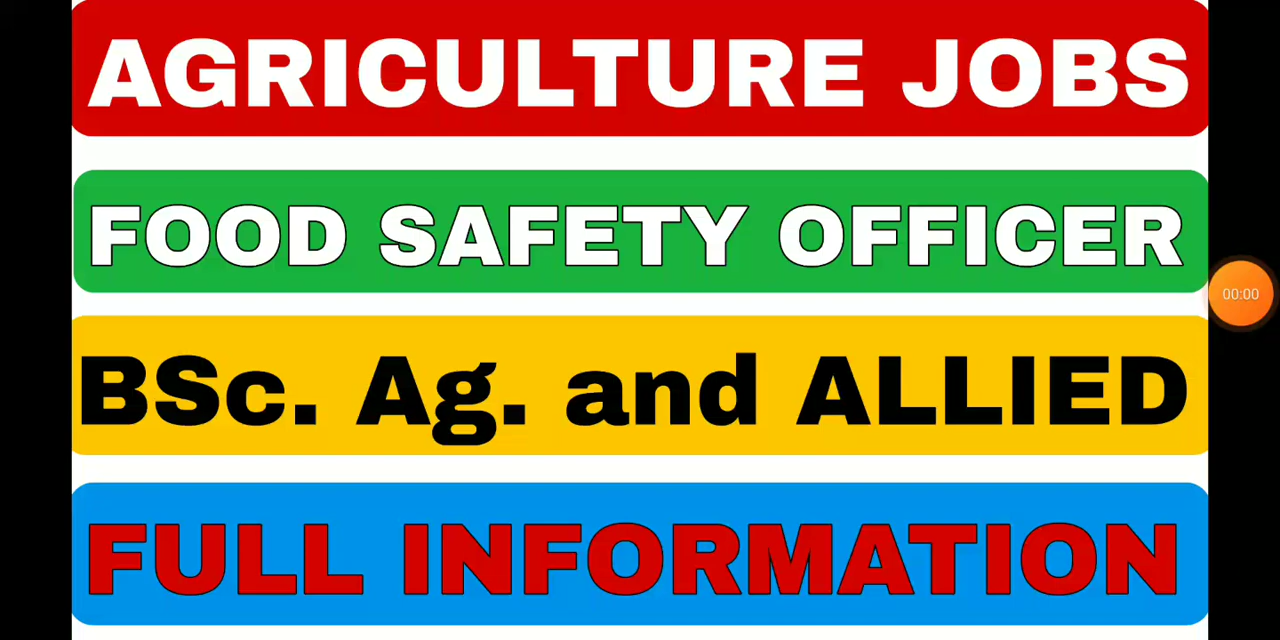 AGRICULTURE JOBS
FOOD SAFETY OFFICER
00:00
BSc. Ag. and ALLIED
FULL INFORMATION